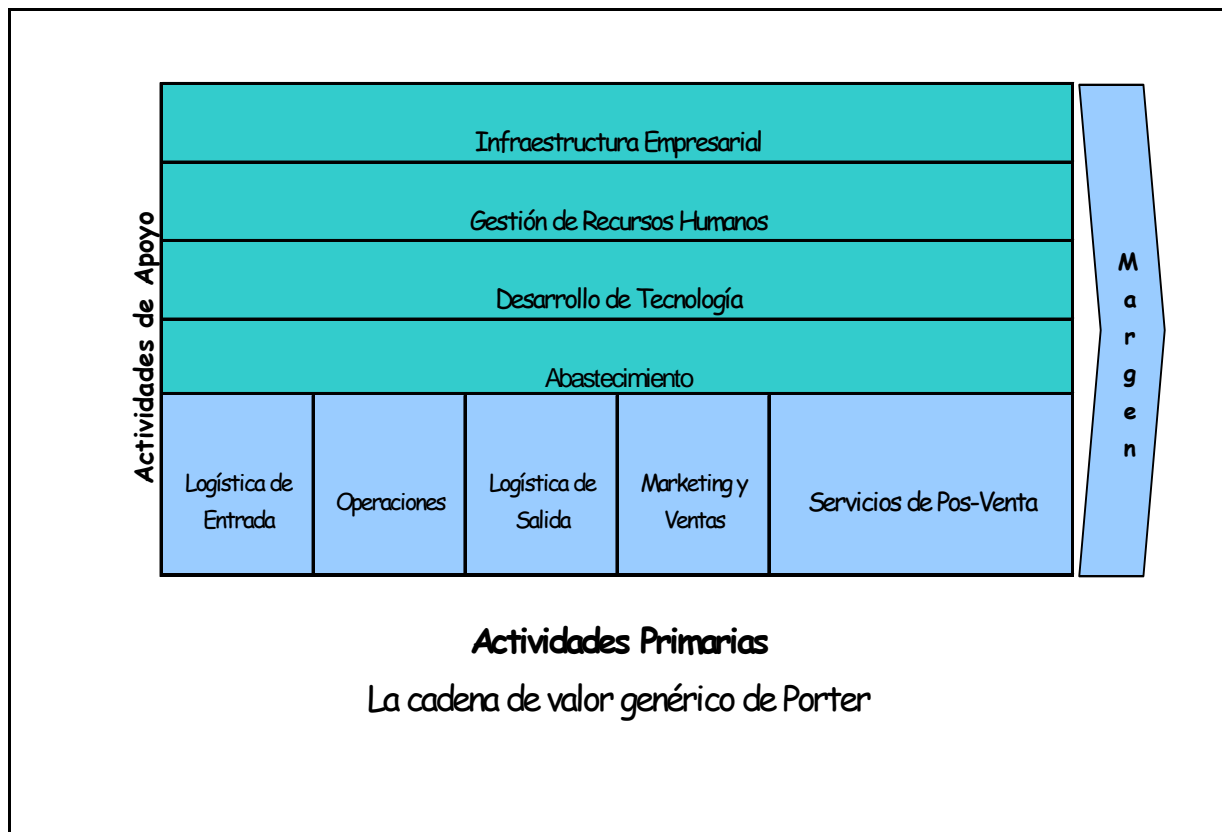 Actividades de Apoyo
Infraestructura Empresarial
Gestión de Recursos Humanos
Desarrollo de Tecnología
Abastecimiento
Logística de
Entrada
Operaciones
Logística de
Salida
Marketing y
Ventas
Servicios de Pos-Venta
Margen
Actividades Primarias
La cadena de valor genérico de Porter